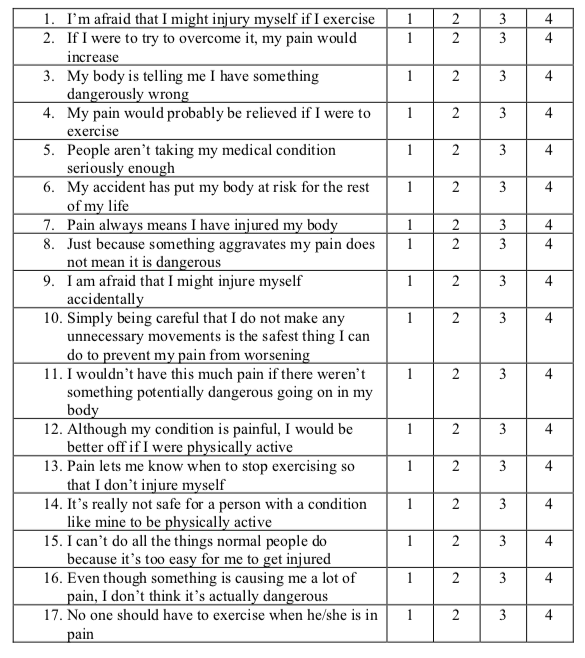 1. I'm afraid that I might injury myself if I exercise 1 2 3 4
2. If I were to try to overcome it, my pain would 1 2 3 4
increase
3. My body is telling me I have something 1 2 3 4
dangerously wrong
4. My pain would probably be relieved if I were to 1 2 3 4
exercise
5. People aren't taking my medical condition 1 2 3 4
seriously enough
6. My accident has put my body at risk for the rest 1 2 3 4
of my life
7. Pain always means I have injured my body 1 2 3 4
8. Just because something aggravates my pain does 1 2 3 4
not mean it is dangerous
9. I am afraid that I might injure myself 1 2 3 4
accidentally
10. Simply being careful that I do not make any 1 2 3 4
unnecessary movements is the safest thing I can
do to prevent my pain from worsening
11. I wouldn't have this much pain if there weren't 1 2 3 4
something potentially dangerous going on in my
body
12. Although my condition is painful, I would be 1 2 3 4
better off if I were physically active
13. Pain lets me know when to stop exercising so 1 2 3 4
that I don't injure myself
14. It's really not safe for a person with a condition 1 2 3 4
like mine to be physically active
15. I can't do all the things normal people do 1 2 3 4
because it's too easy for me to get injured
16. Even though something is causing me a lot of 1 2 3 4
pain, I don't think it's actually dangerous
17. No one should have to exercise when he/she is in 1 2 3 4
pain